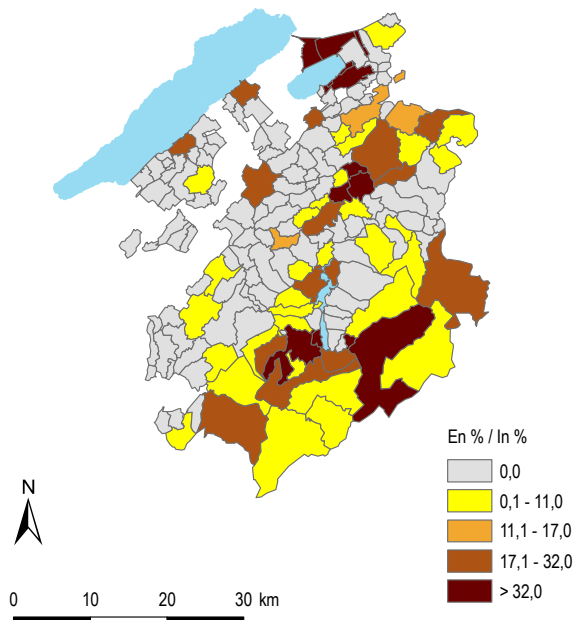 En % / In %
0,0
0,1 - 11,0
11,1 - 17,0
17,1 - 32,0
> 32,0
N
0 10 20 30 km